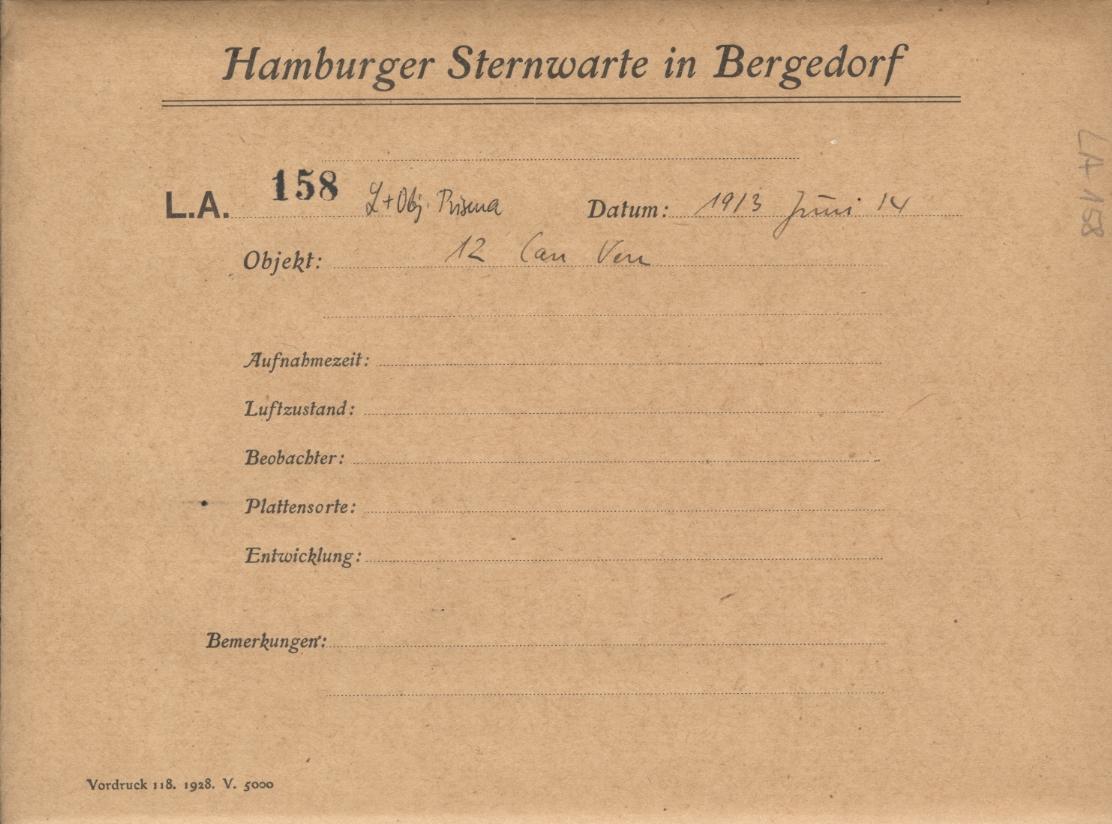 Hamburger Sternwarte in Bergedorf
L.A. 158 L+Obj. Prisma Datum: 1913 Juni 14
Objekt: 12 Can Ven
Aufnahmezeit:
Luftzustand:
Beobachter:
Plattensorte:
Entwicklung:
Bemerkungen:
Vordruck 118. 1928. V. 5000
LA 158